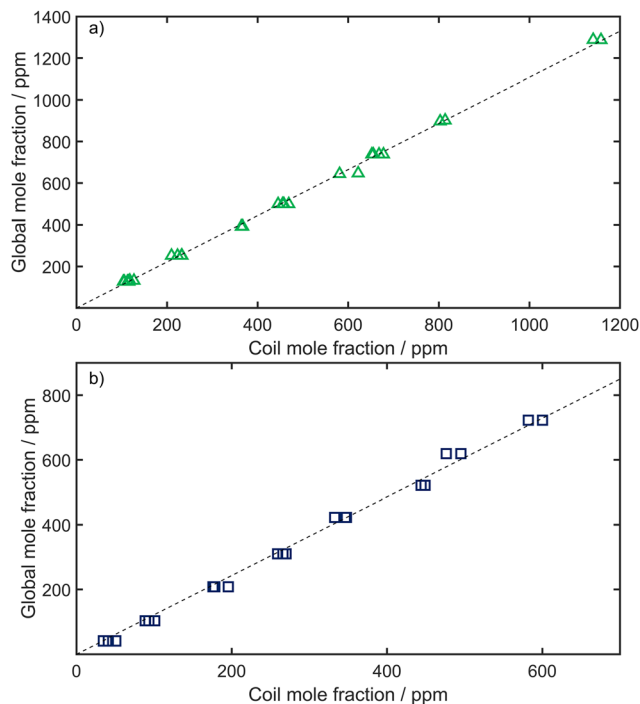 a)
Global mole fraction / ppm
1400
1200
1000
800
600
400
200
0 200 400 600 800 1000 1200
Coil mole fraction / ppm
b)
Global mole fraction / ppm
800
600
400
200
0 200 400 600
Coil mole fraction / ppm